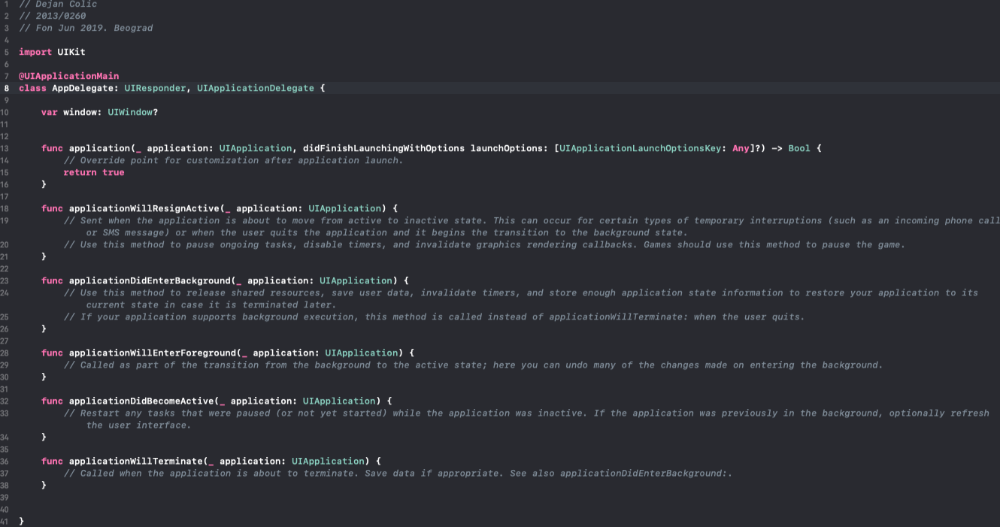 1 // Dejan Colic
2 // 2013/0260
3 // Fon Jun 2019. Beograd
4
5 import UIKit
6
7 @UIApplicationMain
8 class AppDelegate: UIResponder, UIApplicationDelegate {
9
10     var window: UIWindow?
11
12
13     func application(_ application: UIApplication, didFinishLaunchingWithOptions launchOptions: [UIApplicationLaunchOptionsKey: Any]?) -> Bool {
14         // Override point for customization after application launch.
15         return true
16     }
17
18     func applicationWillResignActive(_ application: UIApplication) {
19         // Sent when the application is about to move from active to inactive state. This can occur for certain types of temporary interruptions (such as an incoming phone call
            or SMS message) or when the user quits the application and it begins the transition to the background state.
20         // Use this method to pause ongoing tasks, disable timers, and invalidate graphics rendering callbacks. Games should use this method to pause the game.
21     }
22
23     func applicationDidEnterBackground(_ application: UIApplication) {
24         // Use this method to release shared resources, save user data, invalidate timers, and store enough application state information to restore your application to its
            current state in case it is terminated later.
25         // If your application supports background execution, this method is called instead of applicationWillTerminate: when the user quits.
26     }
27
28     func applicationWillEnterForeground(_ application: UIApplication) {
29         // Called as part of the transition from the background to the active state; here you can undo many of the changes made on entering the background.
30     }
31
32     func applicationDidBecomeActive(_ application: UIApplication) {
33         // Restart any tasks that were paused (or not yet started) while the application was inactive. If the application was previously in the background, optionally refresh
            the user interface.
34     }
35
36     func applicationWillTerminate(_ application: UIApplication) {
37         // Called when the application is about to terminate. Save data if appropriate. See also applicationDidEnterBackground:.
38     }
39
40
41 }